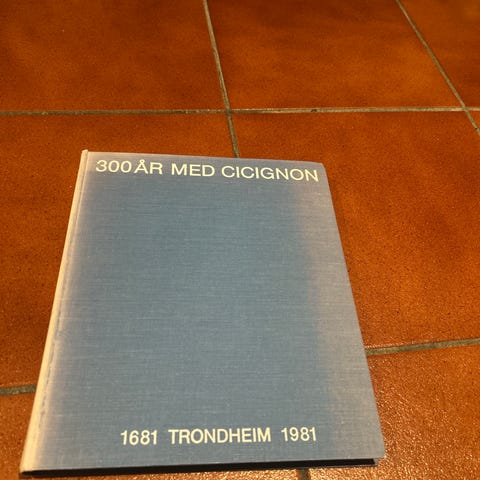 300 ÅR MED CICIGNON
1681 TRONDHEIM 1981